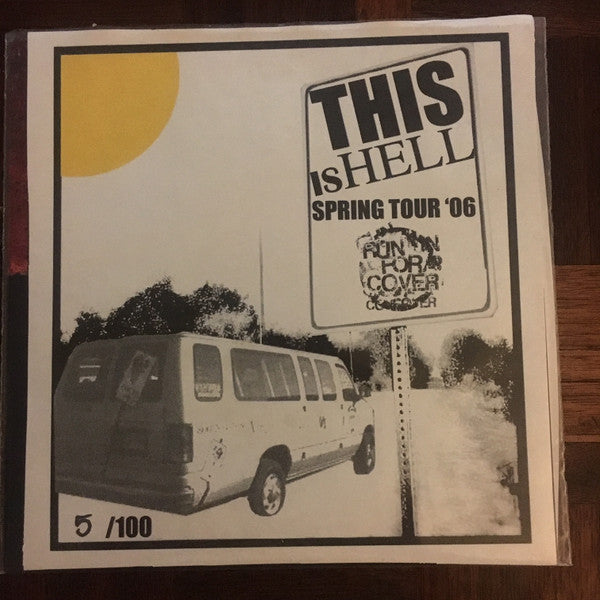 THIS
IS HELL
SPRING TOUR '06
RUN
FOR
COVER
5 /100